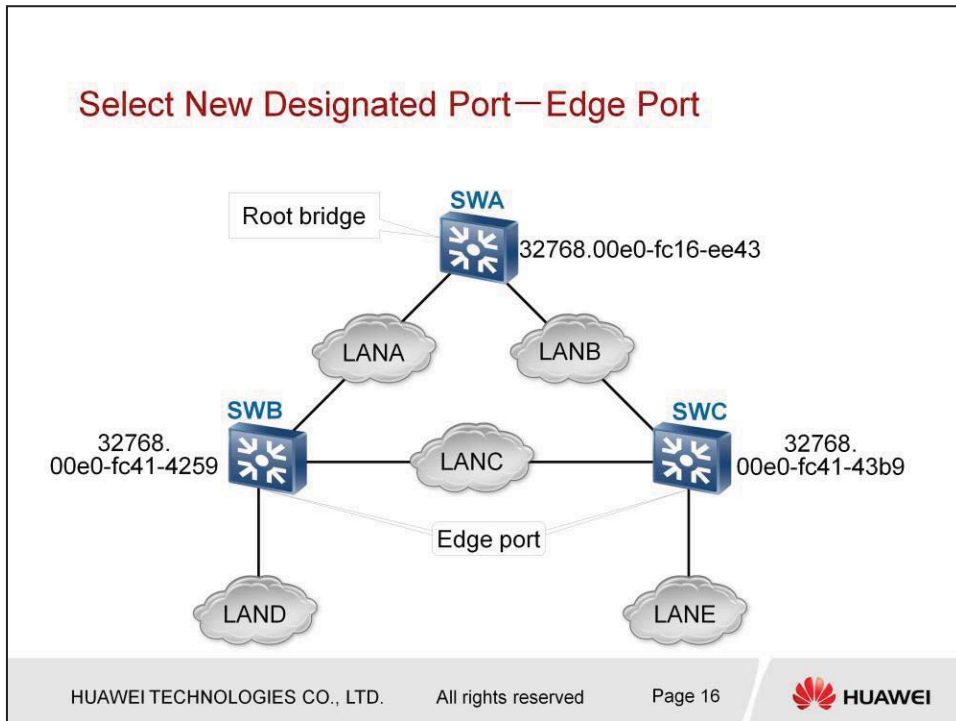 Select New Designated Port—Edge Port
SWA
Root bridge
32768.00e0-fc16-ee43
LANA
LANB
SWB
SWC
32768.
00e0-fc41-4259
LANC
32768.
00e0-fc41-43b9
Edge port
LAND
LANE
HUAWEI TECHNOLOGIES CO., LTD.
All rights reserved
Page 16
HUAWEI